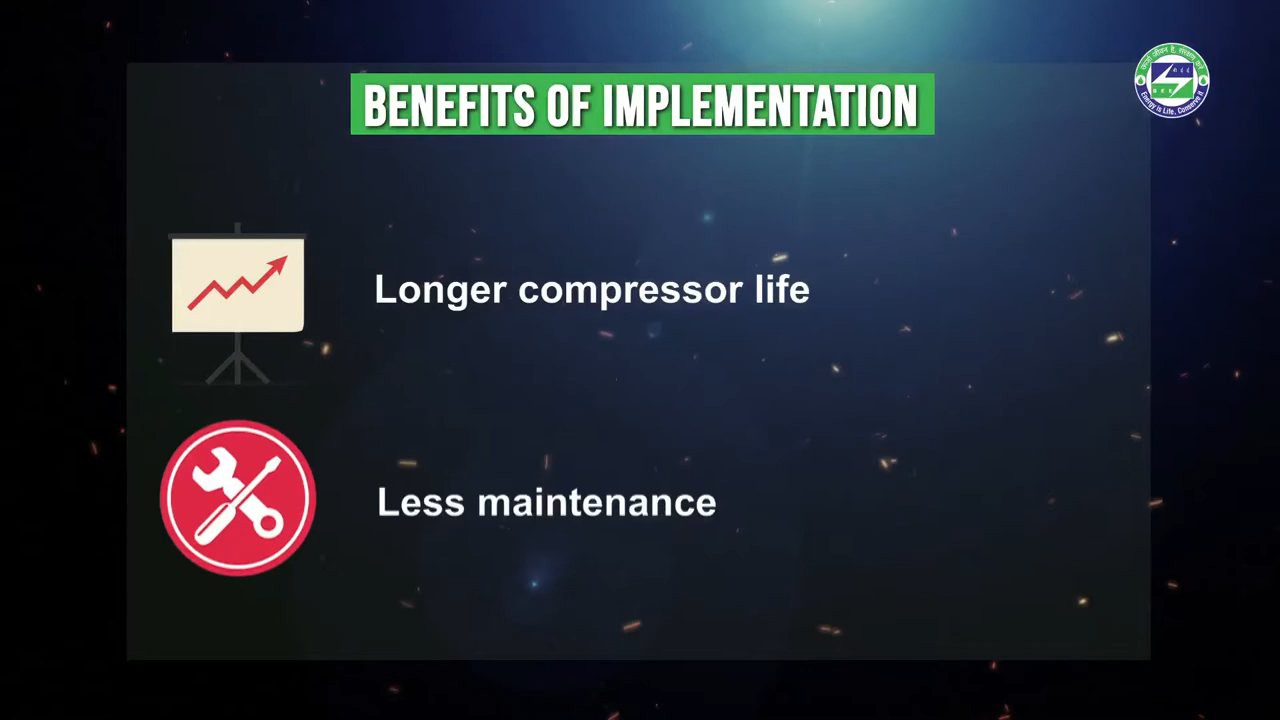 BENEFITS OF IMPLEMENTATION
Longer compressor life
Less maintenance
Energy is Life, Conserve it